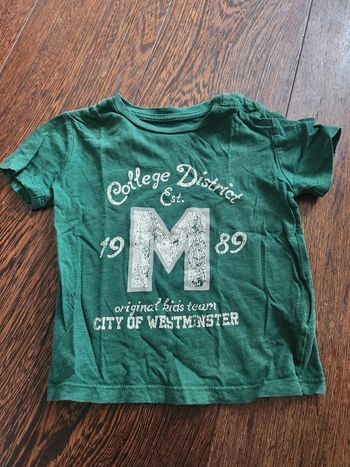 College District
Est.
19 M 89
original kids team
CITY OF WESTMINSTER